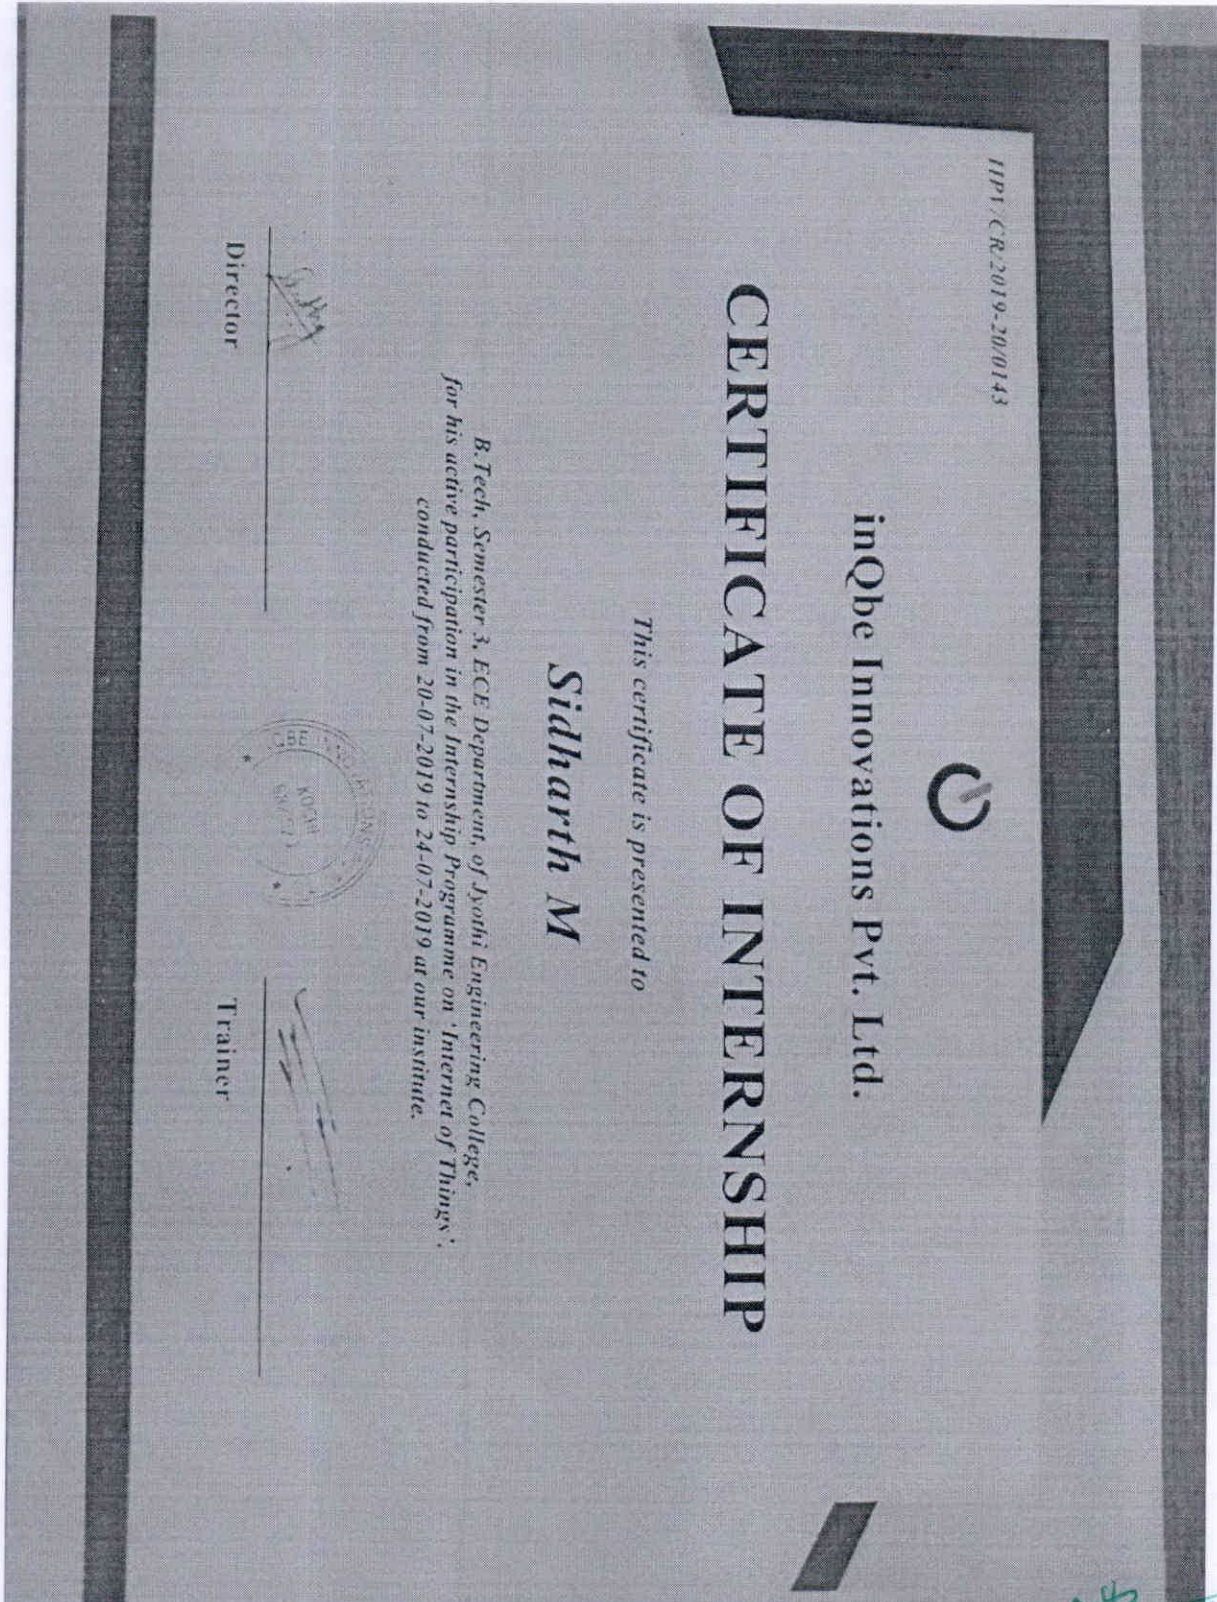 IIPV/CR/2019-20/0143
inQbe Innovations Pvt. Ltd.
CERTIFICATE OF INTERNSHIP
This certificate is presented to
Sidharth M
B.Tech, Semester 3, ECE Department, of Jyothi Engineering College,
for his active participation in the Internship Programme on 'Internet of Things',
conducted from 20-07-2019 to 24-07-2019 at our institute.
Director
Trainer